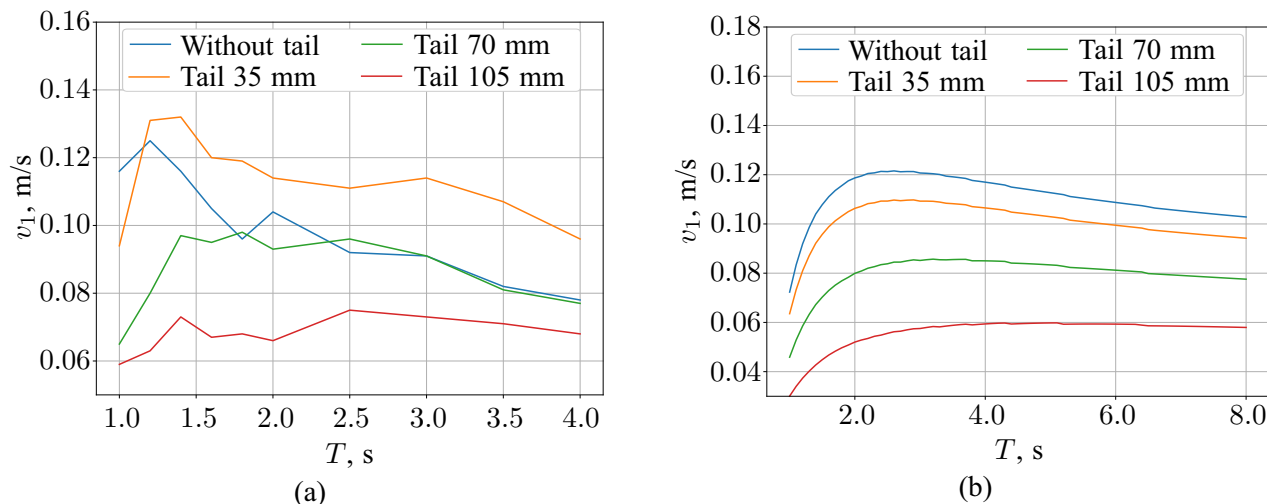 0.16
0.14
0.12
0.10
0.08
0.06
v₁, m/s
Without tail
Tail 35 mm
Tail 70 mm
Tail 105 mm
1.0 1.5 2.0 2.5 3.0 3.5 4.0
T, s
(a)
0.18
0.16
0.14
0.12
0.10
0.08
0.06
0.04
v₁, m/s
Without tail
Tail 35 mm
Tail 70 mm
Tail 105 mm
2.0 4.0 6.0 8.0
T, s
(b)